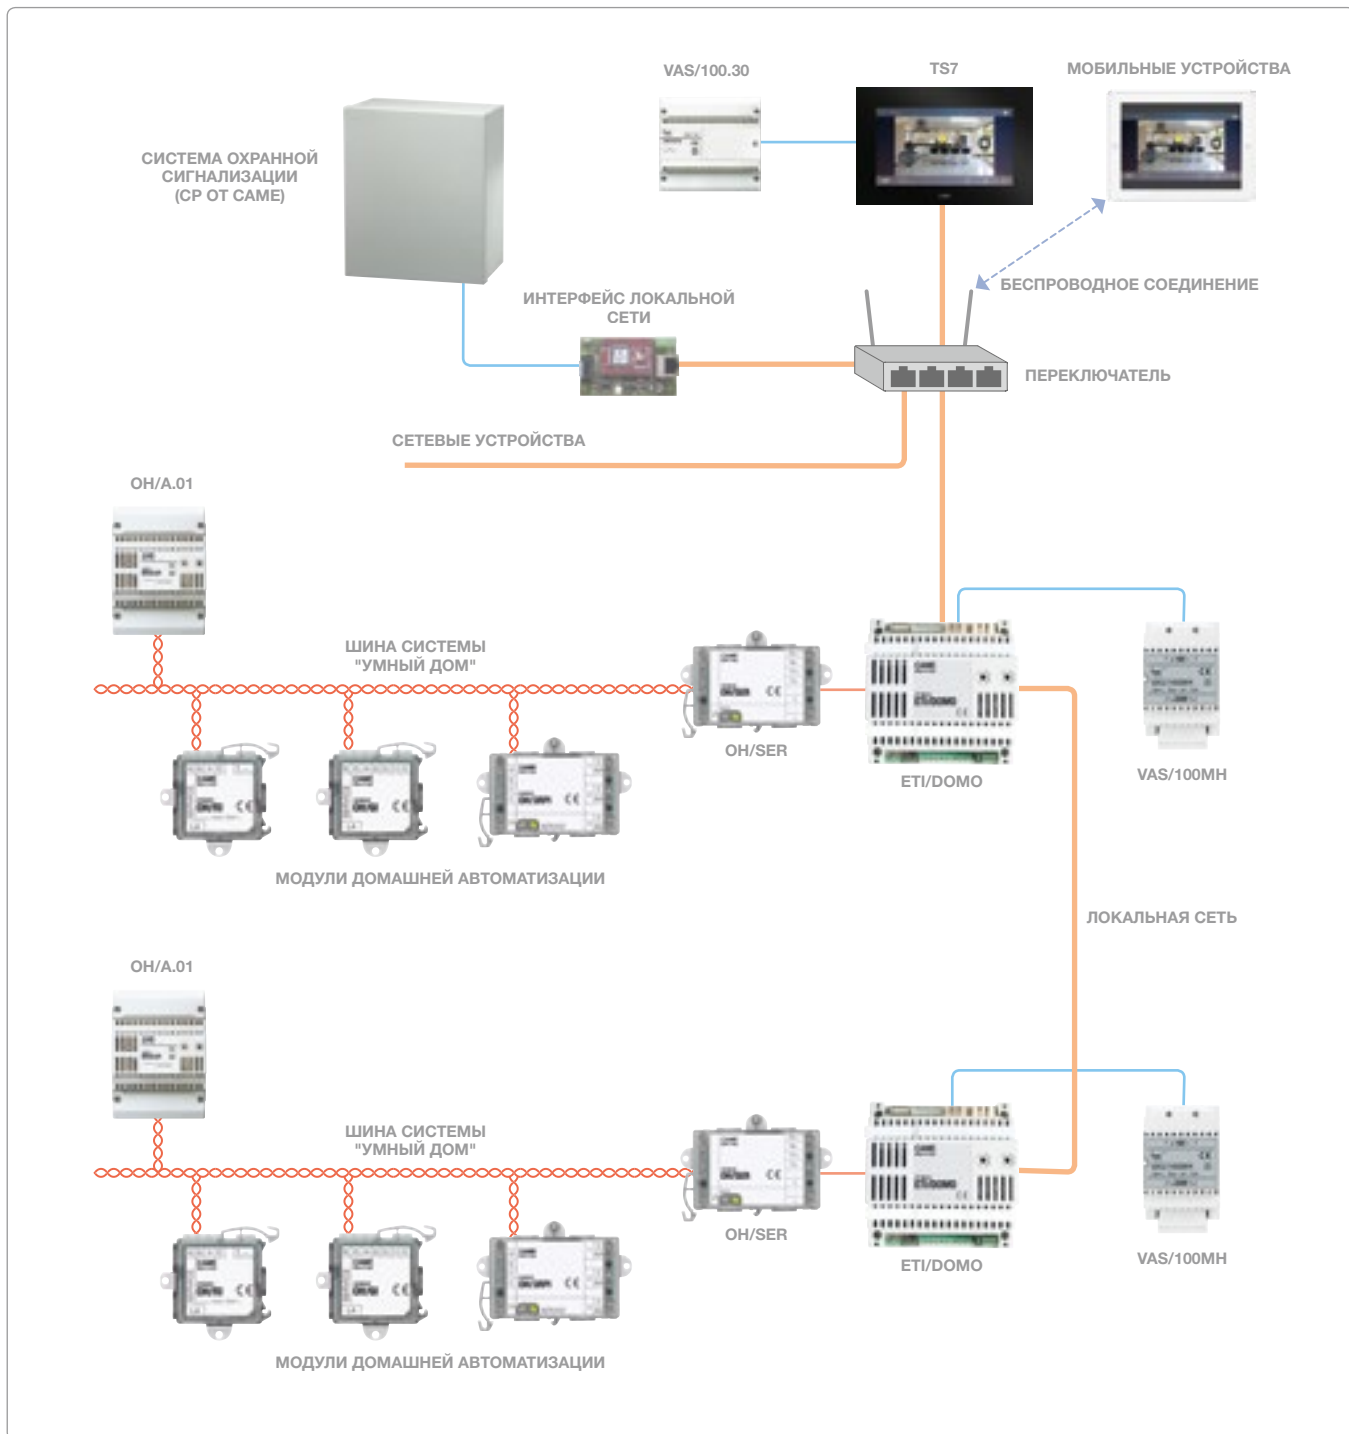 VAS/100.30
TS7
МОБИЛЬНЫЕ УСТРОЙСТВА
СИСТЕМА ОХРАННОЙ
СИГНАЛИЗАЦИИ
(CP ОТ CAME)
БЕСПРОВОДНОЕ СОЕДИНЕНИЕ
ИНТЕРФЕЙС ЛОКАЛЬНОЙ
СЕТИ
ПЕРЕКЛЮЧАТЕЛЬ
СЕТЕВЫЕ УСТРОЙСТВА
OH/A.01
ШИНА СИСТЕМЫ
"УМНЫЙ ДОМ"
OH/SER
ETI/DOMO
VAS/100MH
МОДУЛИ ДОМАШНЕЙ АВТОМАТИЗАЦИИ
ЛОКАЛЬНАЯ СЕТЬ
OH/A.01
ШИНА СИСТЕМЫ
"УМНЫЙ ДОМ"
OH/SER
ETI/DOMO
VAS/100MH
МОДУЛИ ДОМАШНЕЙ АВТОМАТИЗАЦИИ